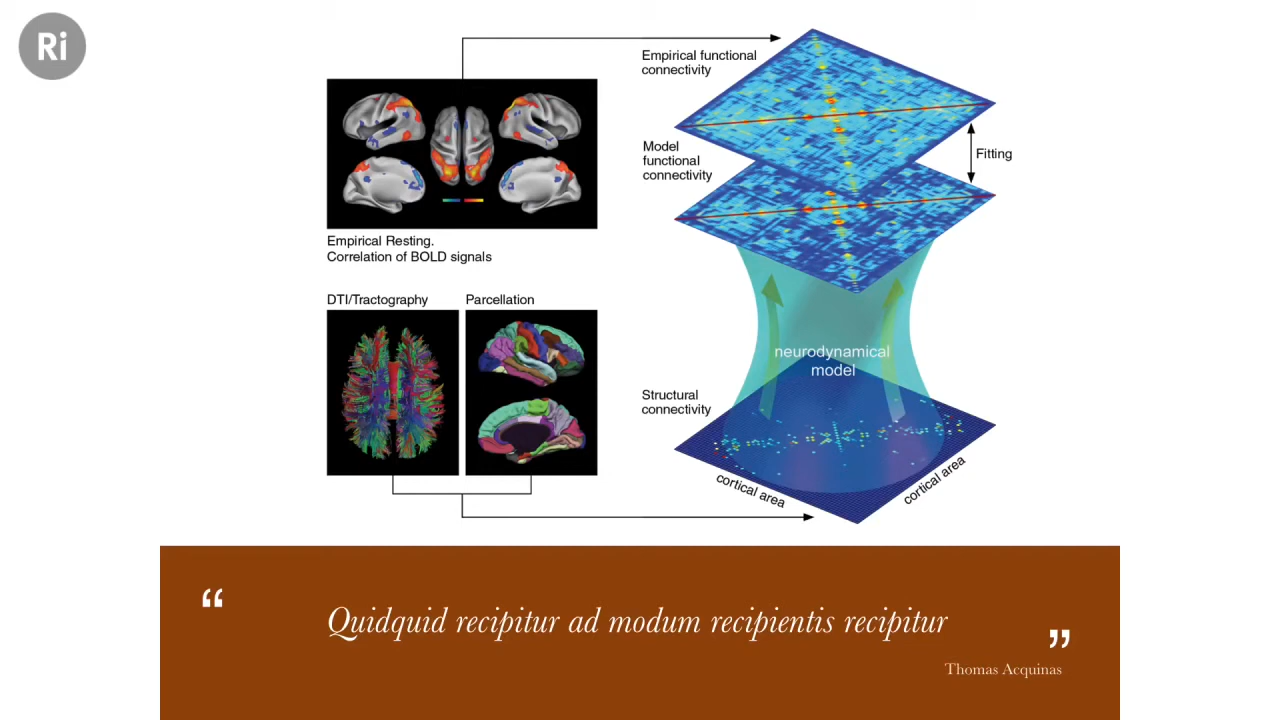 Ri
Empirical functional
connectivity
Model
functional
connectivity
Fitting
Empirical Resting.
Correlation of BOLD signals
DTI/Tractography
Parcellation
neurodynamical
model
Structural
connectivity
cortical area
cortical area
“
Quidquid recipitur ad modum recipientis recipitur
”
Thomas Acquinas